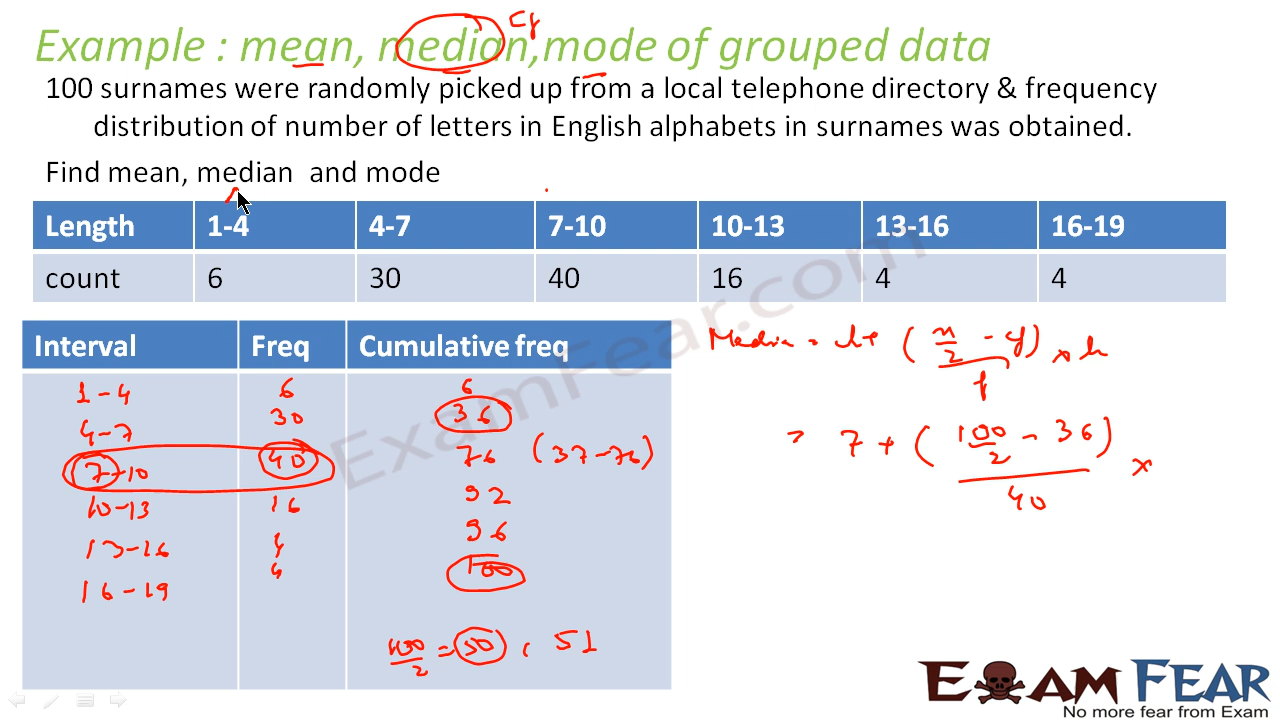 Cf
Example : mean, median,mode of grouped data
100 surnames were randomly picked up from a local telephone directory & frequency
distribution of number of letters in English alphabets in surnames was obtained.
Find mean, median and mode
Length 1-4 4-7 7-10 10-13 13-16 16-19
count 6 30 40 16 4 4
Interval Freq Cumulative freq
1-4 6 6
4-7 30 36
7-10 40 76 (37-76)
10-13 16 92
13-16 4 96
16-19 4 100
100/2 = 50, 51
Median = l + (n/2 - cf)/f × h
= 7 + (100/2 - 36)/40 ×
ExamFear.com
EXAM FEAR
No more fear from Exam